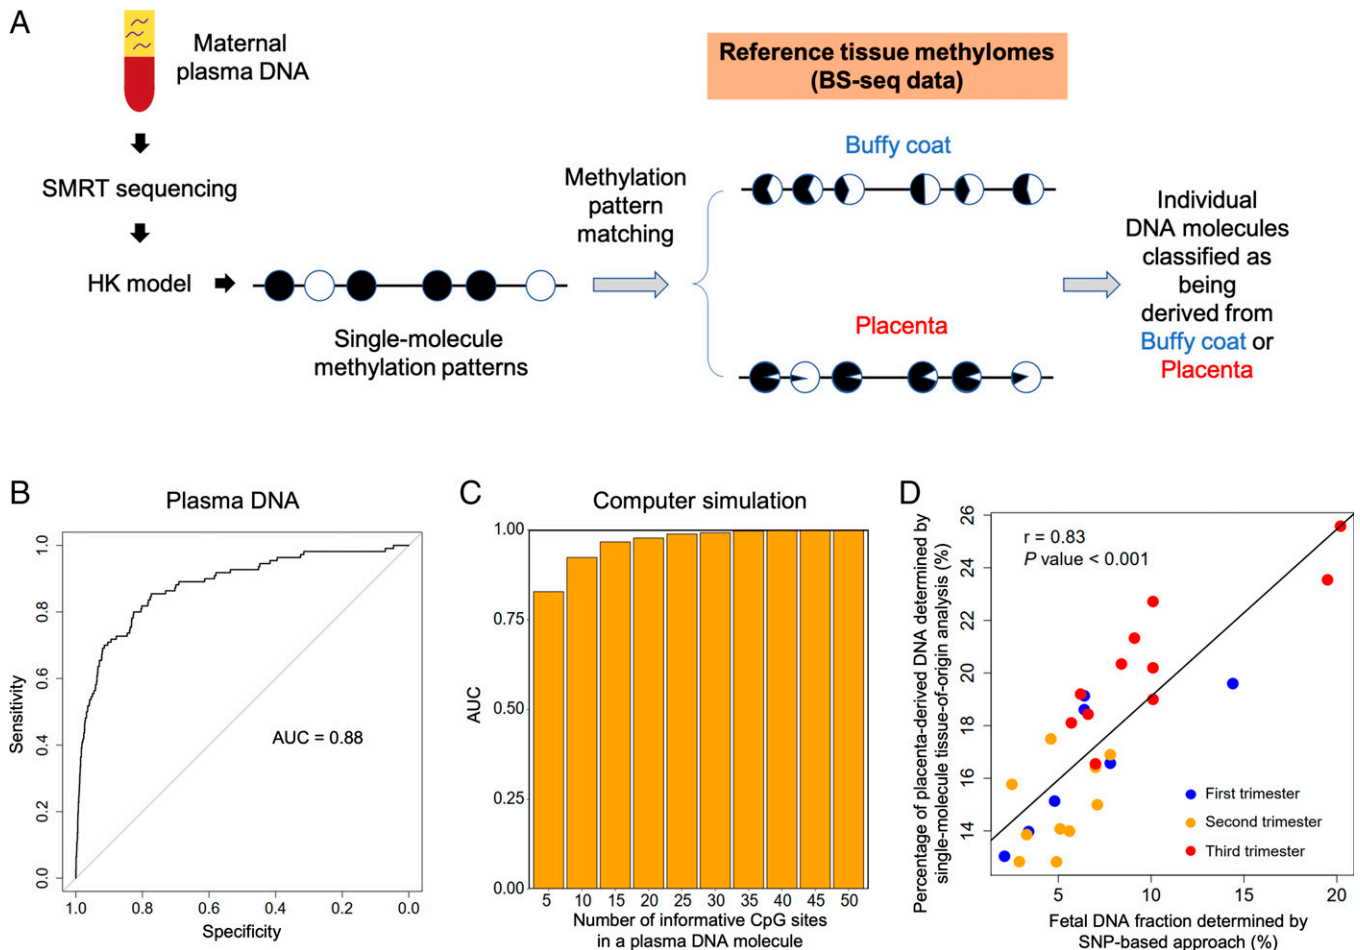 A
Maternal
plasma DNA
SMRT sequencing
HK model
Single-molecule
methylation patterns
Methylation
pattern
matching
Reference tissue methylomes
(BS-seq data)
Buffy coat
Placenta
Individual
DNA molecules
classified as
being
derived from
Buffy coat or
Placenta
B
Plasma DNA
Sensitivity
1.0
0.8
0.6
0.4
0.2
0.0
AUC = 0.88
1.0 0.8 0.6 0.4 0.2 0.0
Specificity
C
Computer simulation
AUC
1.00
0.75
0.50
0.25
0.00
5 10 15 20 25 30 35 40 45 50
Number of informative CpG sites
in a plasma DNA molecule
D
Percentage of placenta-derived DNA determined by
single-molecule tissue-of-origin analysis (%)
26
24
22
20
18
16
14
r = 0.83
P value < 0.001
First trimester
Second trimester
Third trimester
5 10 15 20
Fetal DNA fraction determined by
SNP-based approach (%)